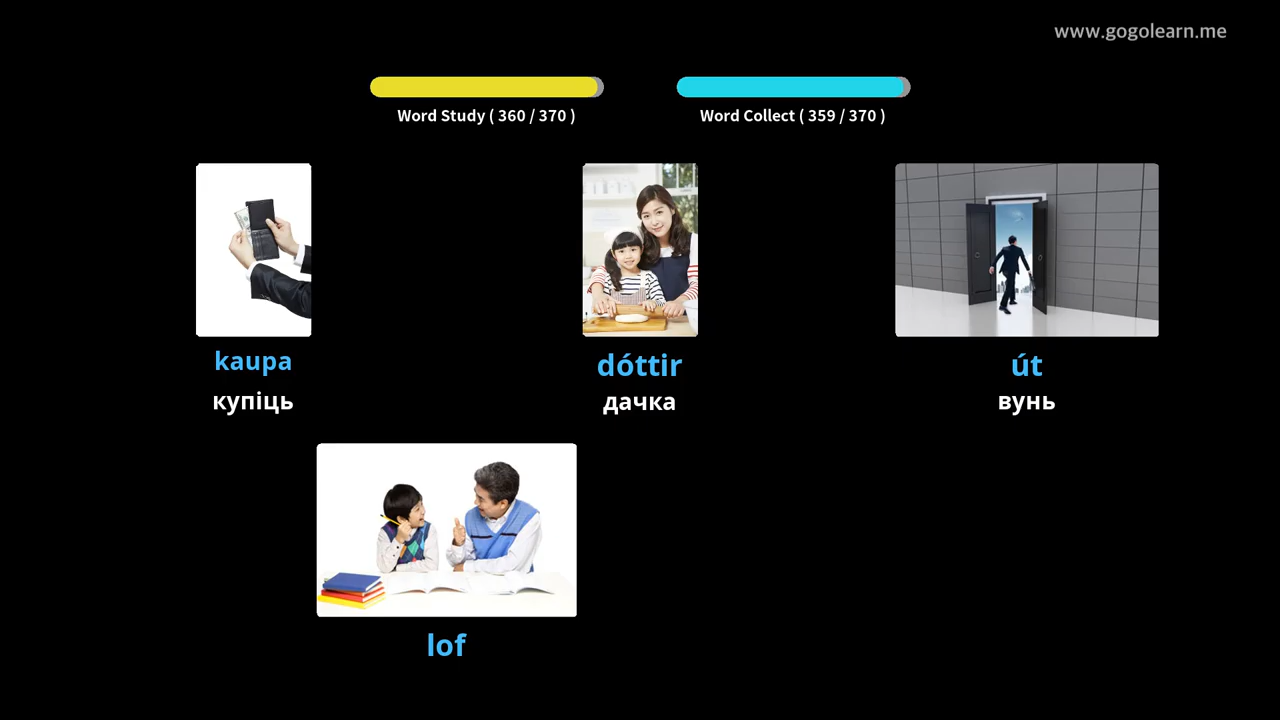 www.gogolearn.me
Word Study ( 360 / 370 )
Word Collect ( 359 / 370 )
kaupa
купіць
dóttir
дачка
út
вунь
lof